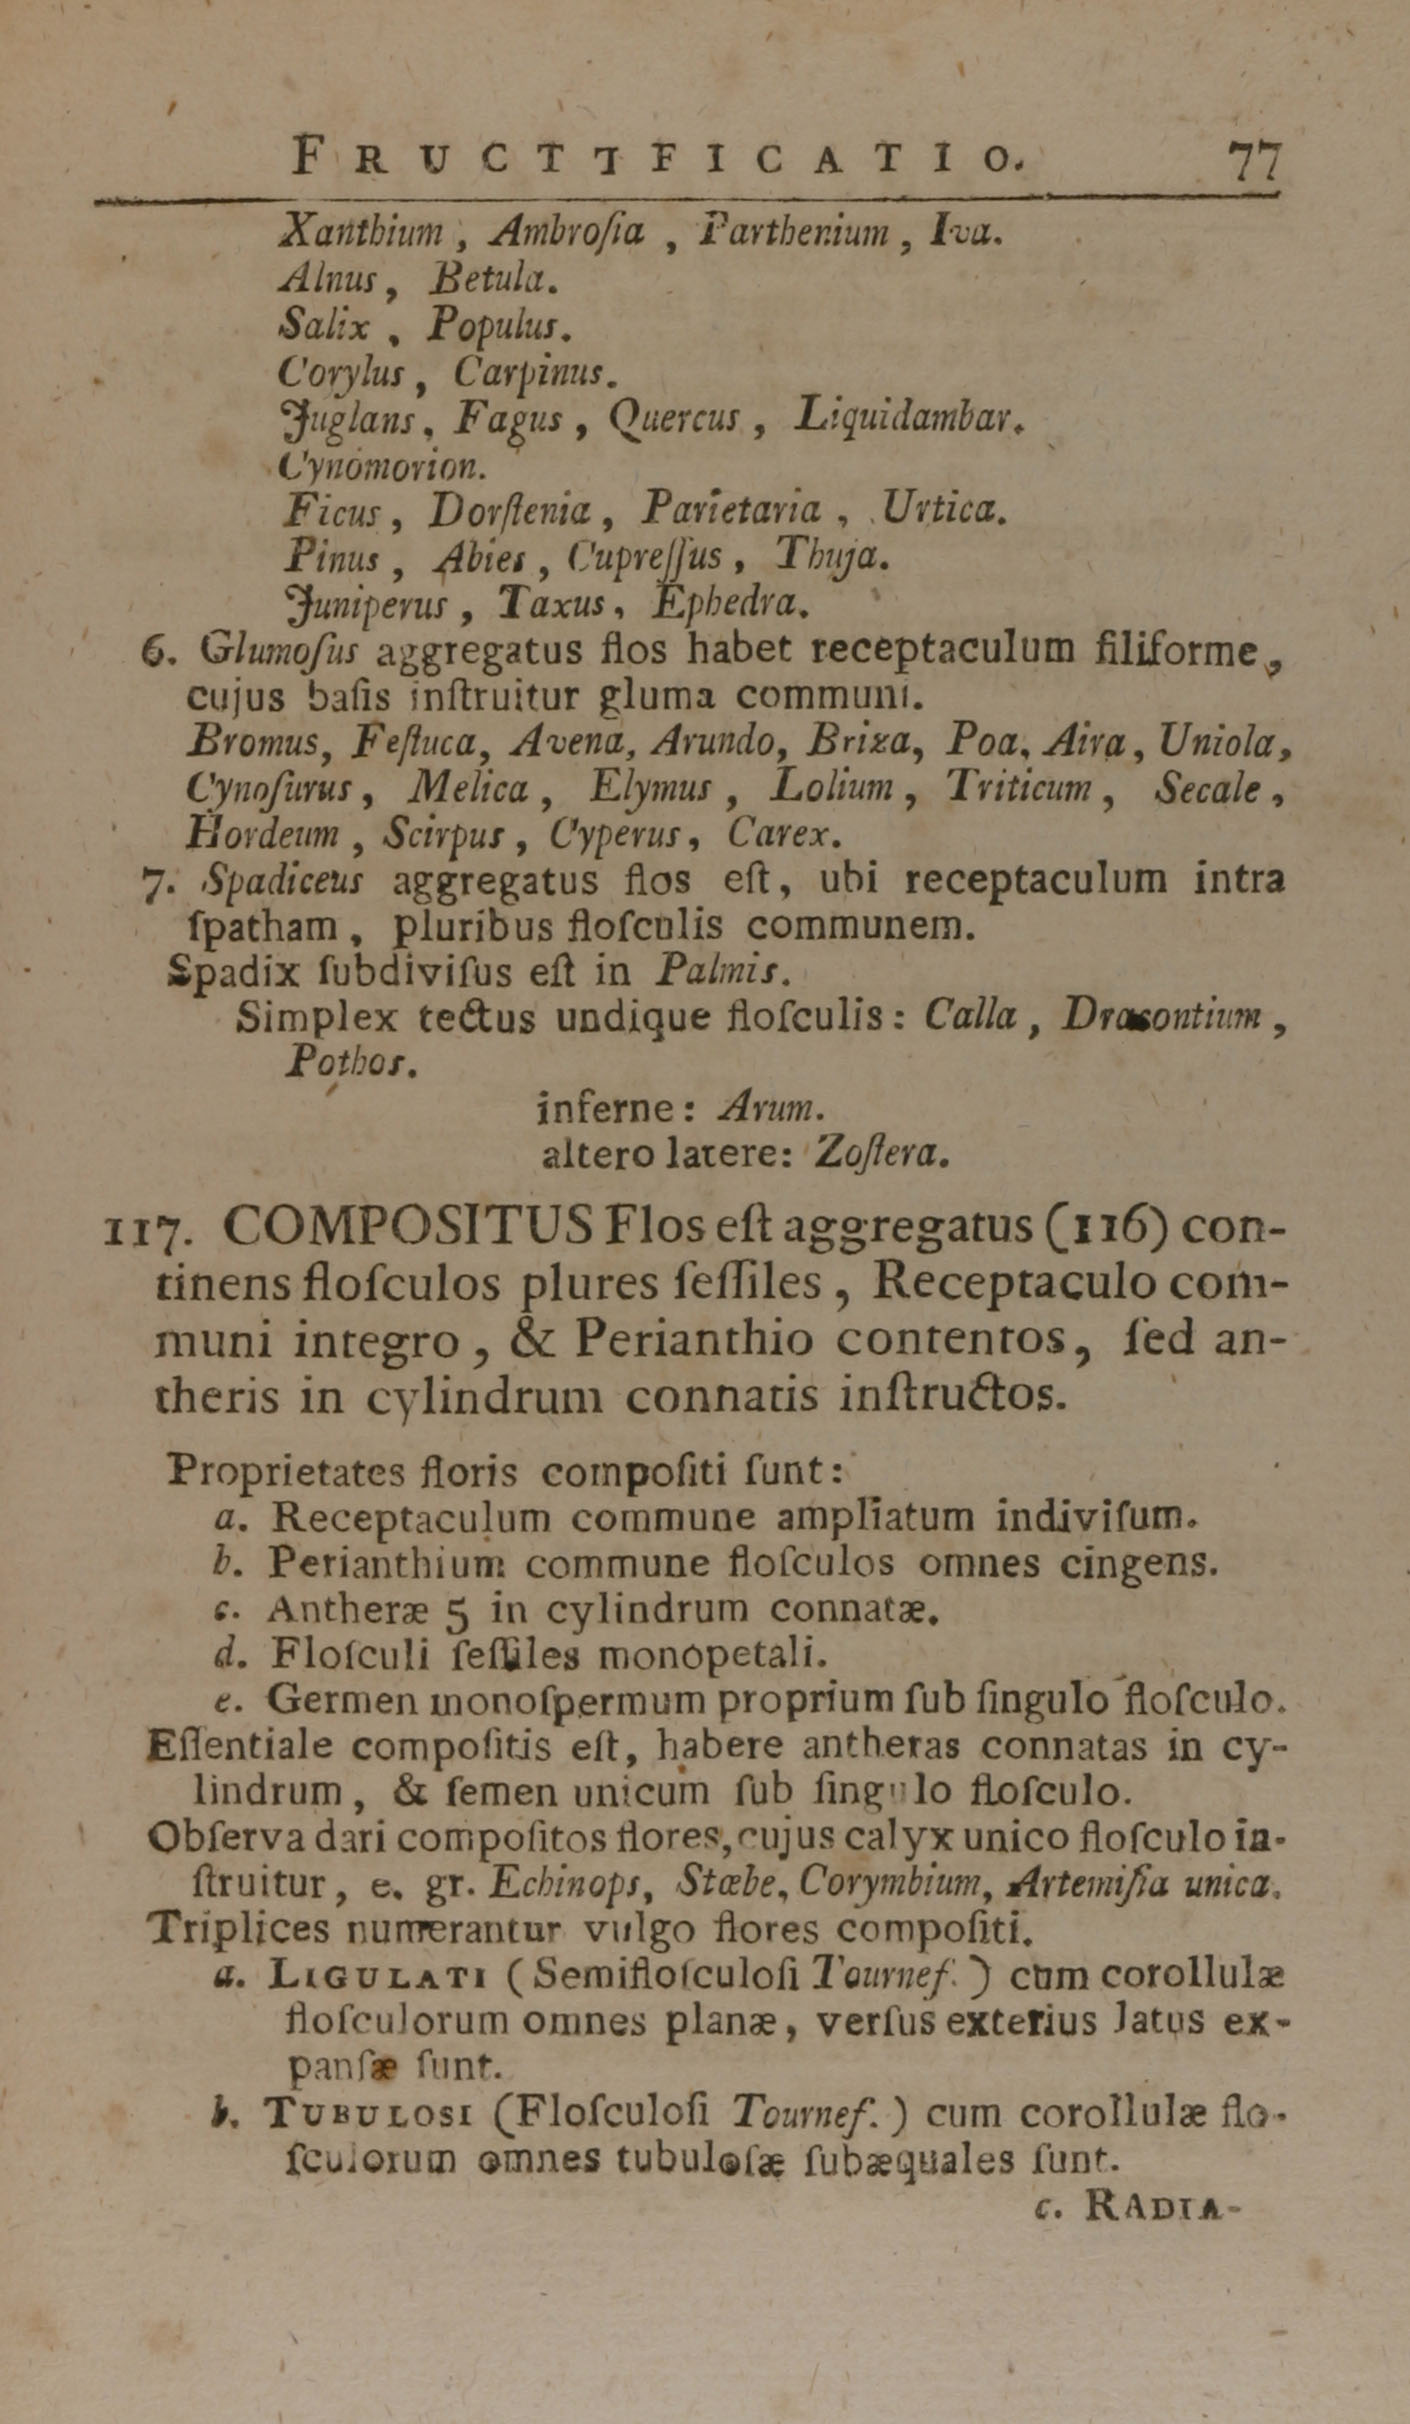 FRUCTIFICATIO. 77
Xanthium, Ambroſia, Parthenium, Iva.
Alnus, Betula.
Salix, Populus.
Corylus, Carpinus.
Juglans, Fagus, Quercus, Liquidambar.
Cynomorion.
Ficus, Dorſtenia, Parietaria, Urtica.
Pinus, Abies, Cupreſſus, Thuja.
Juniperus, Taxus, Ephedra.
6. Glumoſus aggregatus flos habet receptaculum filiforme,
cujus baſis inſtruitur gluma communi.
Bromus, Feſtuca, Avena, Arundo, Briza, Poa, Aira, Uniola,
Cynoſurus, Melica, Elymus, Lolium, Triticum, Secale,
Hordeum, Scirpus, Cyperus, Carex.
7. Spadiceus aggregatus flos eſt, ubi receptaculum intra
ſpatham, pluribus floſculis communem.
Spadix ſubdiviſus eſt in Palmis.
Simplex tectus undique floſculis: Calla, Dracontium,
Pothos.
inferne: Arum.
altero latere: Zoſtera.
117. COMPOSITUS Flos eſt aggregatus (116) con-
tinens floſculos plures ſeſſiles, Receptaculo com-
muni integro, & Perianthio contentos, ſed an-
theris in cylindrum connatis inſtructos.
Proprietates floris compoſiti ſunt:
a. Receptaculum commune ampliatum indiviſum.
b. Perianthium commune floſculos omnes cingens.
c. Antheræ 5 in cylindrum connatæ.
d. Floſculi ſeſſiles monopetali.
e. Germen monoſpermum proprium ſub ſingulo floſculo.
Eſſentiale compoſitis eſt, habere antheras connatas in cy-
lindrum, & ſemen unicum ſub ſingulo floſculo.
Obſerva dari compoſitos flores, cujus calyx unico floſculo in-
ſtruitur, e. gr. Echinops, Stœbe, Corymbium, Artemiſia unica.
Triplices numerantur vulgo flores compoſiti.
a. LIGULATI (Semifloſculoſi Tournef.) cum corollulæ
floſculorum omnes planæ, verſus exterius latus ex-
panſæ ſunt.
b. TUBULOSI (Floſculoſi Tournef.) cum corollulæ flo-
ſculorum omnes tubuloſæ ſubæquales ſunt.
c. RADIA-